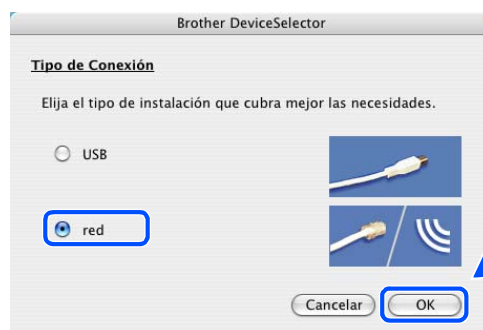 Brother DeviceSelector
Tipo de Conexión
Elija el tipo de instalación que cubra mejor las necesidades.
USB
red
Cancelar
OK